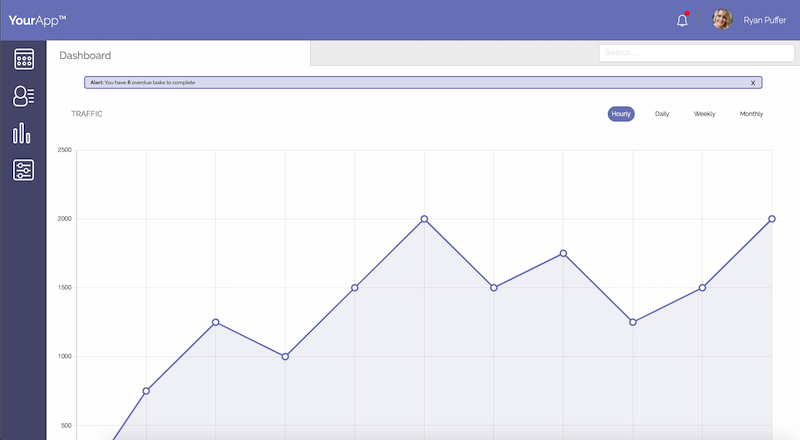 YourApp™
Ryan Puffer
Dashboard
Search...
Alert: You have 6 overdue tasks to complete
X
TRAFFIC
Hourly
Daily
Weekly
Monthly
2500
2000
1500
1000
500